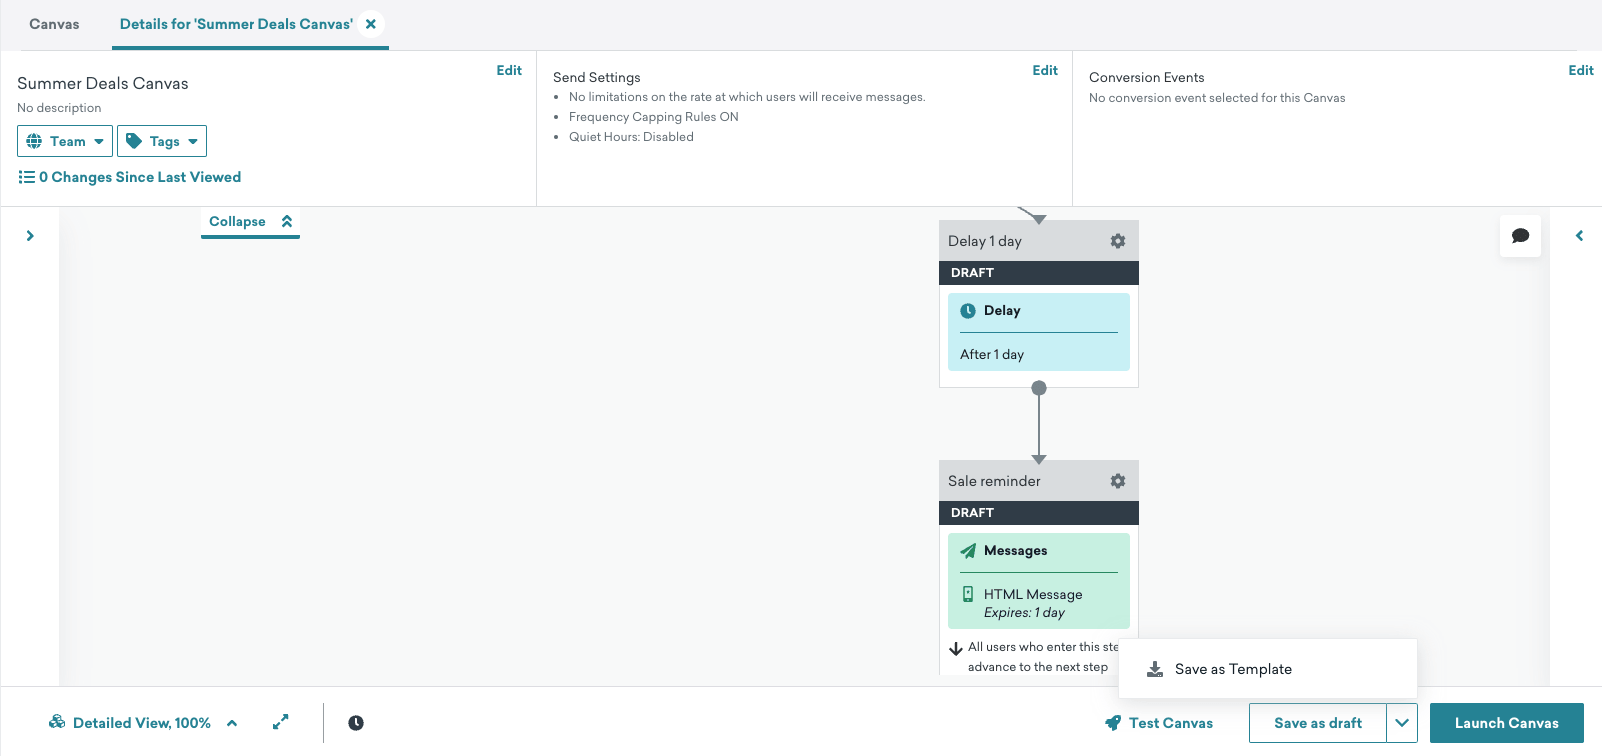 Canvas
Details for 'Summer Deals Canvas'
Summer Deals Canvas
Edit
No description
Team
Tags
0 Changes Since Last Viewed
Send Settings
Edit
No limitations on the rate at which users will receive messages.
Frequency Capping Rules ON
Quiet Hours: Disabled
Conversion Events
Edit
No conversion event selected for this Canvas
Collapse
Delay 1 day
DRAFT
Delay
After 1 day
Sale reminder
DRAFT
Messages
HTML Message
Expires: 1 day
All users who enter this ste
advance to the next step
Save as Template
Detailed View, 100%
Test Canvas
Save as draft
Launch Canvas